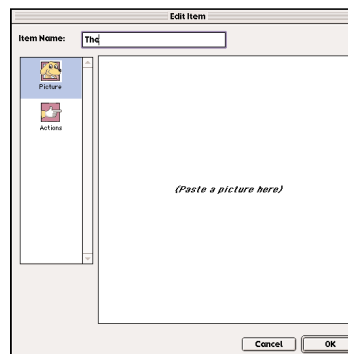 Edit Item
Item Name: The
Picture
Actions
(Paste a picture here)
Cancel OK